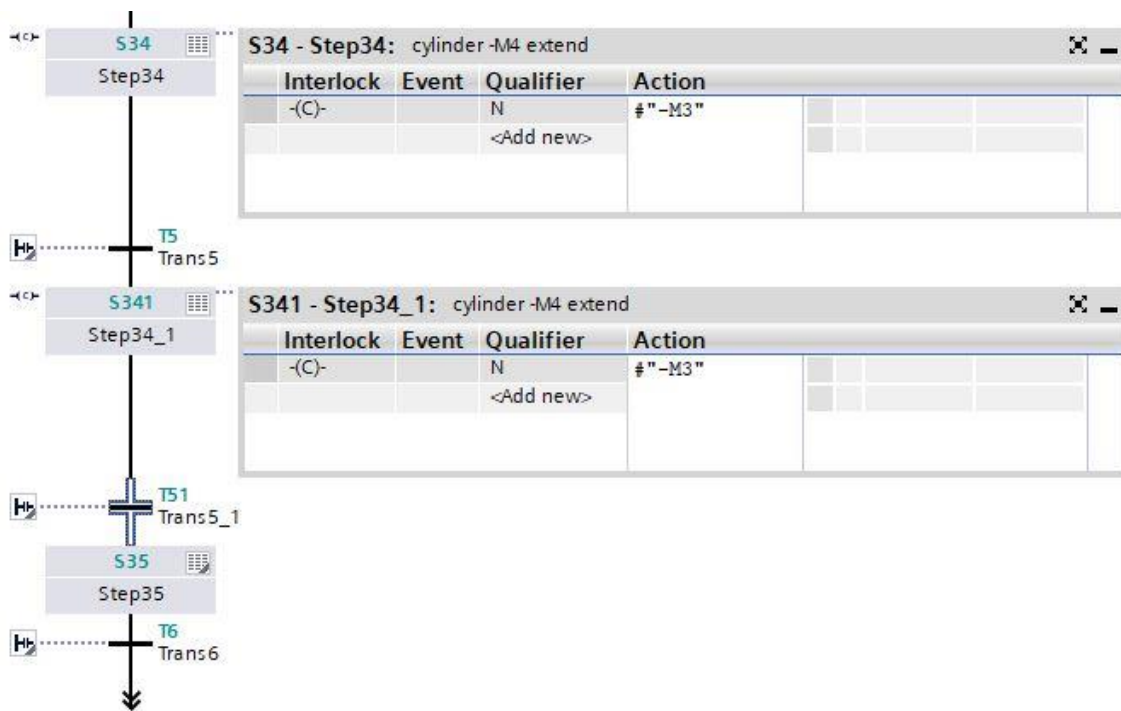 -(C)-
S34
Step34
S34 - Step34: cylinder -M4 extend
Interlock Event Qualifier Action
-(C)- N #"-M3"
<Add new>
T5
Trans5
-(C)-
S341
Step34_1
S341 - Step34_1: cylinder -M4 extend
Interlock Event Qualifier Action
-(C)- N #"-M3"
<Add new>
T51
Trans5_1
S35
Step35
T6
Trans6